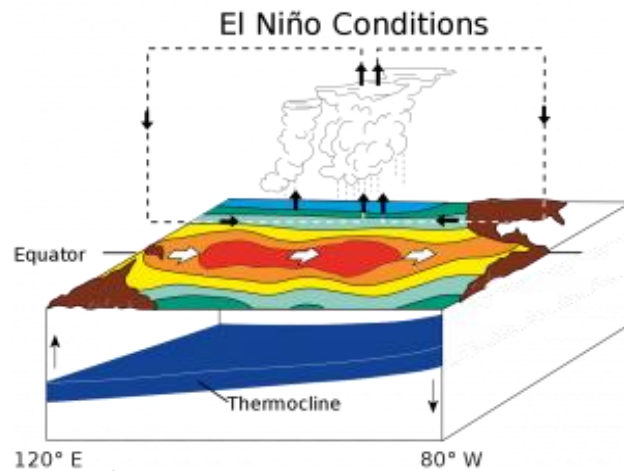 El Niño Conditions
Equator
Thermocline
120° E
80° W